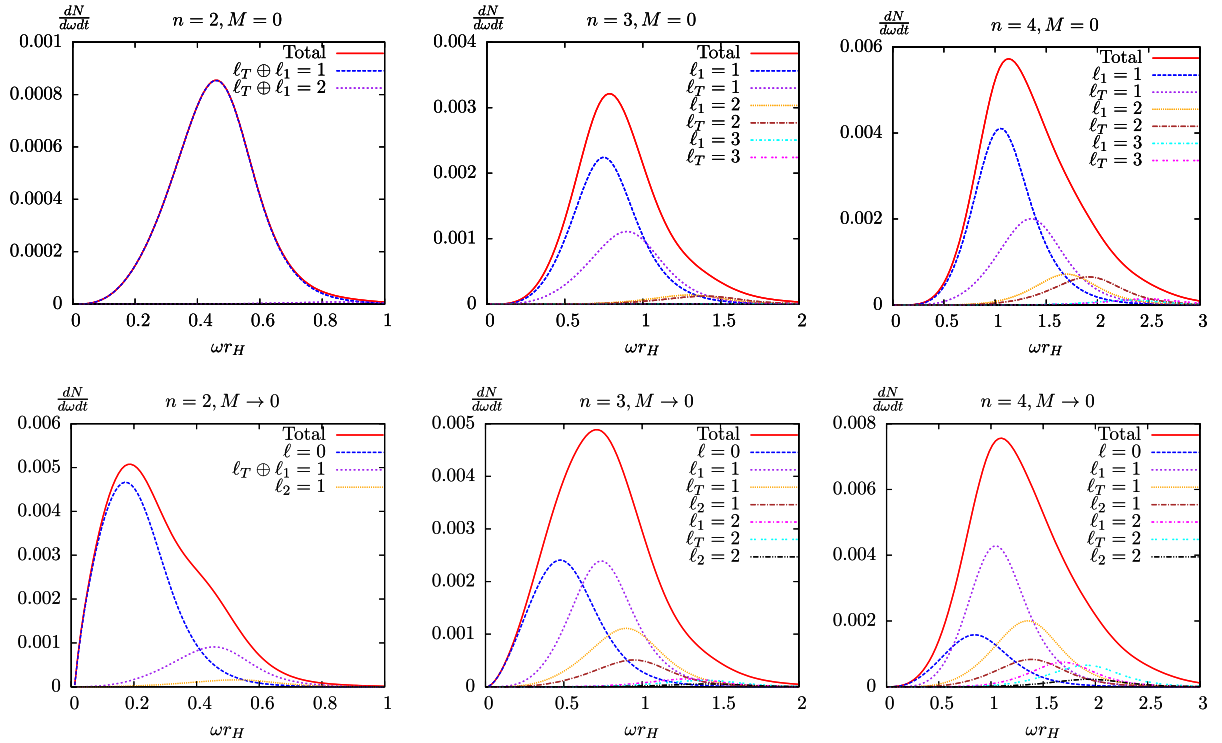 dN/dωdt
n = 2, M = 0
0.001
0.0008
0.0006
0.0004
0.0002
0
Total
ℓ_T ⊕ ℓ_1 = 1
ℓ_T ⊕ ℓ_1 = 2
0 0.2 0.4 0.6 0.8 1
ωr_H
dN/dωdt
n = 3, M = 0
0.004
0.003
0.002
0.001
0
Total
ℓ_1 = 1
ℓ_T = 1
ℓ_1 = 2
ℓ_T = 2
ℓ_1 = 3
ℓ_T = 3
0 0.5 1 1.5 2
ωr_H
dN/dωdt
n = 4, M = 0
0.006
0.004
0.002
0
Total
ℓ_1 = 1
ℓ_T = 1
ℓ_1 = 2
ℓ_T = 2
ℓ_1 = 3
ℓ_T = 3
0 0.5 1 1.5 2 2.5 3
ωr_H
dN/dωdt
n = 2, M → 0
0.006
0.005
0.004
0.003
0.002
0.001
0
Total
ℓ = 0
ℓ_T ⊕ ℓ_1 = 1
ℓ_2 = 1
0 0.2 0.4 0.6 0.8 1
ωr_H
dN/dωdt
n = 3, M → 0
0.005
0.004
0.003
0.002
0.001
0
Total
ℓ = 0
ℓ_1 = 1
ℓ_T = 1
ℓ_2 = 1
ℓ_1 = 2
ℓ_T = 2
ℓ_2 = 2
0 0.5 1 1.5 2
ωr_H
dN/dωdt
n = 4, M → 0
0.008
0.006
0.004
0.002
0
Total
ℓ = 0
ℓ_1 = 1
ℓ_T = 1
ℓ_2 = 1
ℓ_1 = 2
ℓ_T = 2
ℓ_2 = 2
0 0.5 1 1.5 2 2.5 3
ωr_H